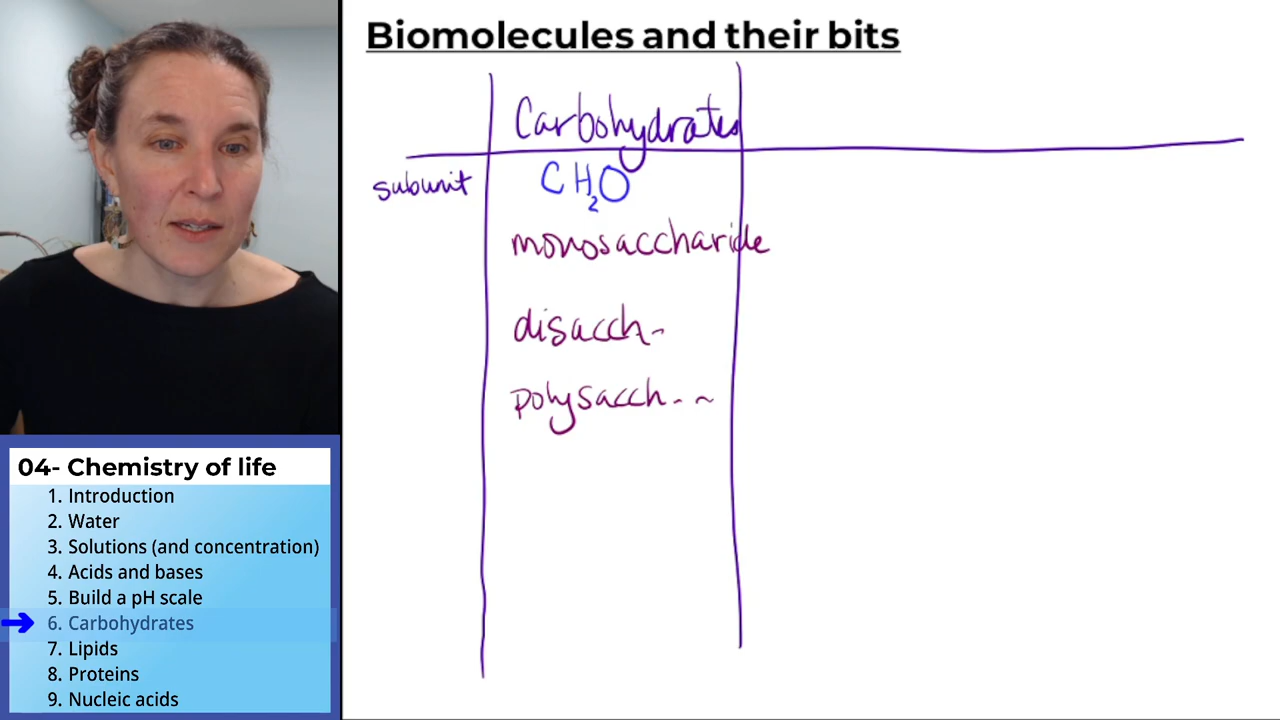 Biomolecules and their bits
Carbohydrates
subunit CH₂O
monosaccharide
disacch-
polysacch. ~
04- Chemistry of life
1. Introduction
2. Water
3. Solutions (and concentration)
4. Acids and bases
5. Build a pH scale
6. Carbohydrates
7. Lipids
8. Proteins
9. Nucleic acids